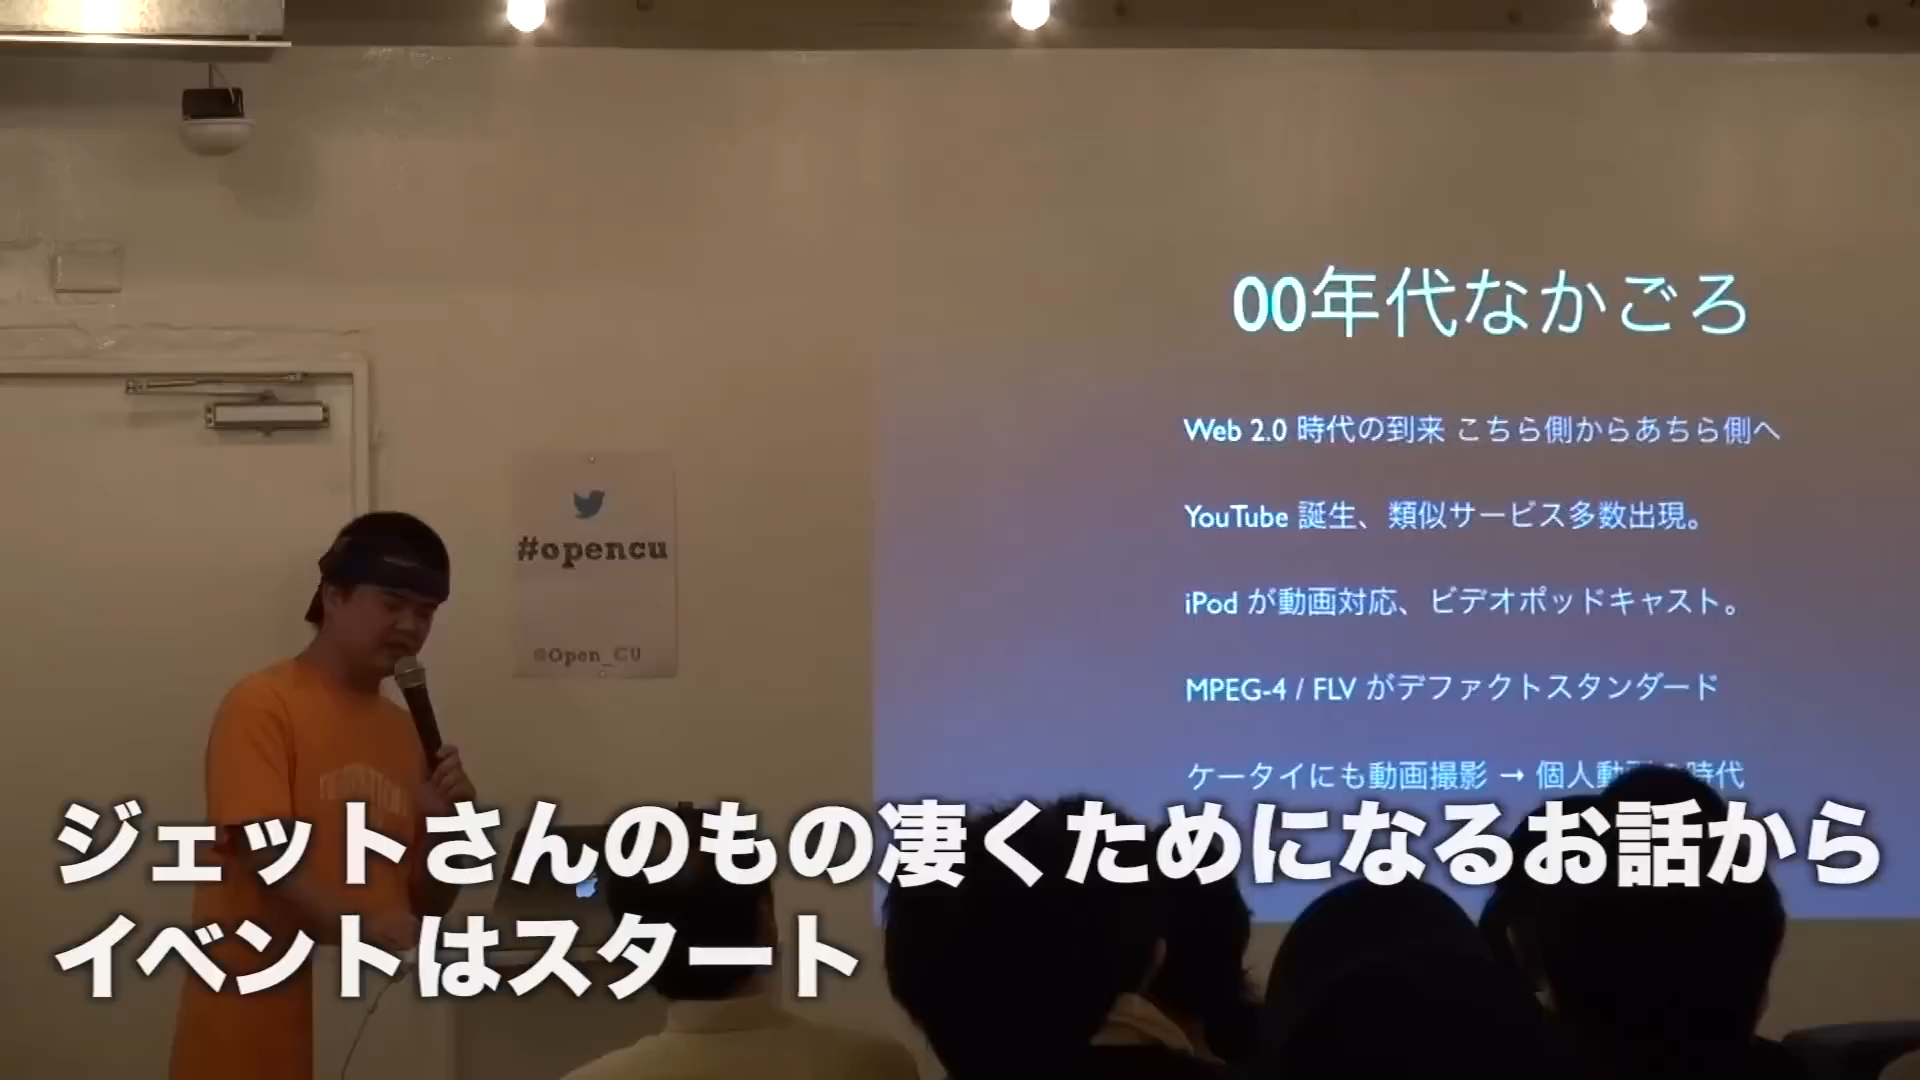 00年代なかごろ
Web 2.0 時代の到来 こちら側からあちら側へ
YouTube 誕生、類似サービス多数出現。
iPod が動画対応、ビデオポッドキャスト。
MPEG-4 / FLV がデファクトスタンダード
ケータイにも動画撮影 → 個人動画の時代
#opencu
@Open_CU
ジェットさんのもの凄くためになるお話から
イベントはスタート